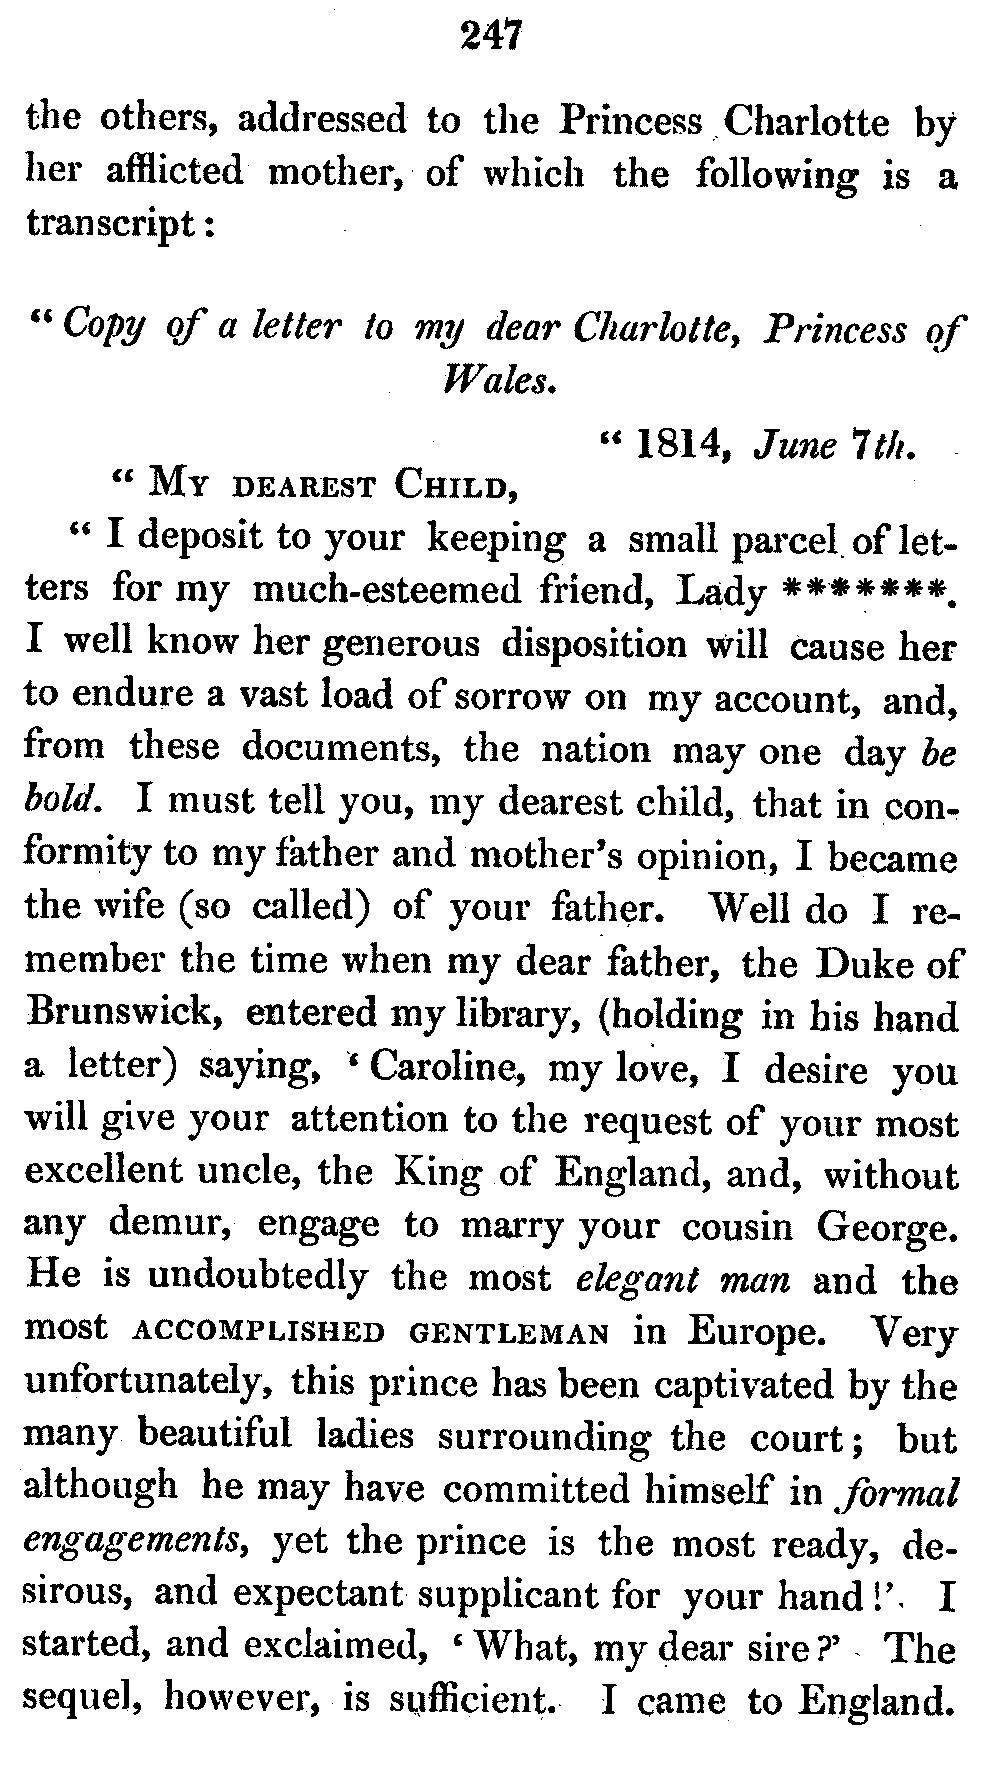 247
the others, addressed to the Princess Charlotte by
her afflicted mother, of which the following is a
transcript :
“ Copy of a letter to my dear Charlotte, Princess of
Wales.
“ 1814, June 7th.
“ MY DEAREST CHILD,
“ I deposit to your keeping a small parcel of let-
ters for my much-esteemed friend, Lady *******.
I well know her generous disposition will cause her
to endure a vast load of sorrow on my account, and,
from these documents, the nation may one day be
bold. I must tell you, my dearest child, that in con-
formity to my father and mother’s opinion, I became
the wife (so called) of your father. Well do I re-
member the time when my dear father, the Duke of
Brunswick, entered my library, (holding in his hand
a letter) saying, ‘ Caroline, my love, I desire you
will give your attention to the request of your most
excellent uncle, the King of England, and, without
any demur, engage to marry your cousin George.
He is undoubtedly the most elegant man and the
most ACCOMPLISHED GENTLEMAN in Europe. Very
unfortunately, this prince has been captivated by the
many beautiful ladies surrounding the court ; but
although he may have committed himself in formal
engagements, yet the prince is the most ready, de-
sirous, and expectant supplicant for your hand !’ I
started, and exclaimed, ‘ What, my dear sire ?’ The
sequel, however, is sufficient. I came to England.